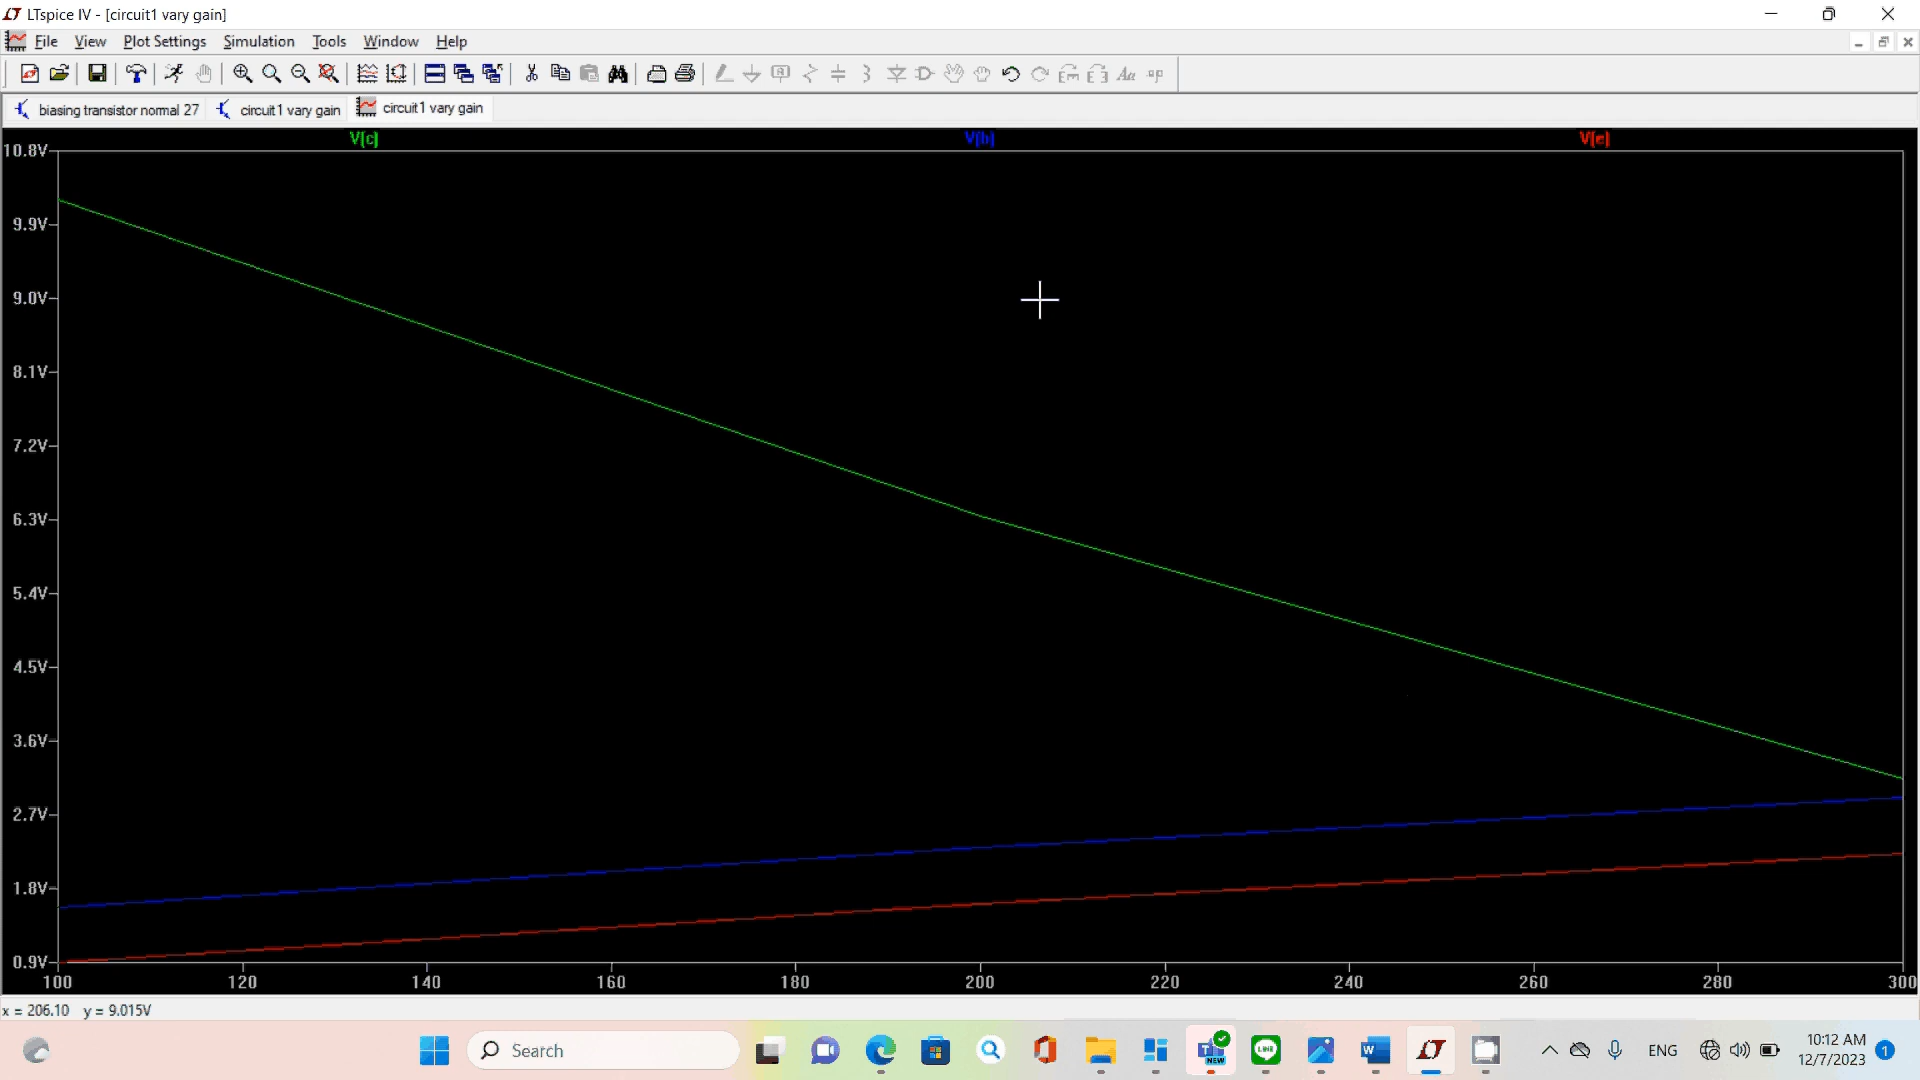 LTspice IV - [circuit1 vary gain]
File View Plot Settings Simulation Tools Window Help
biasing transistor normal 27 circuit1 vary gain circuit1 vary gain
V(c) V(b) V(e)
10.8V
9.9V
9.0V
8.1V
7.2V
6.3V
5.4V
4.5V
3.6V
2.7V
1.8V
0.9V
100 120 140 160 180 200 220 240 260 280 300
x = 206.10 y = 9.015V
Search
NEW
LINE
ENG
10:12 AM
12/7/2023
1